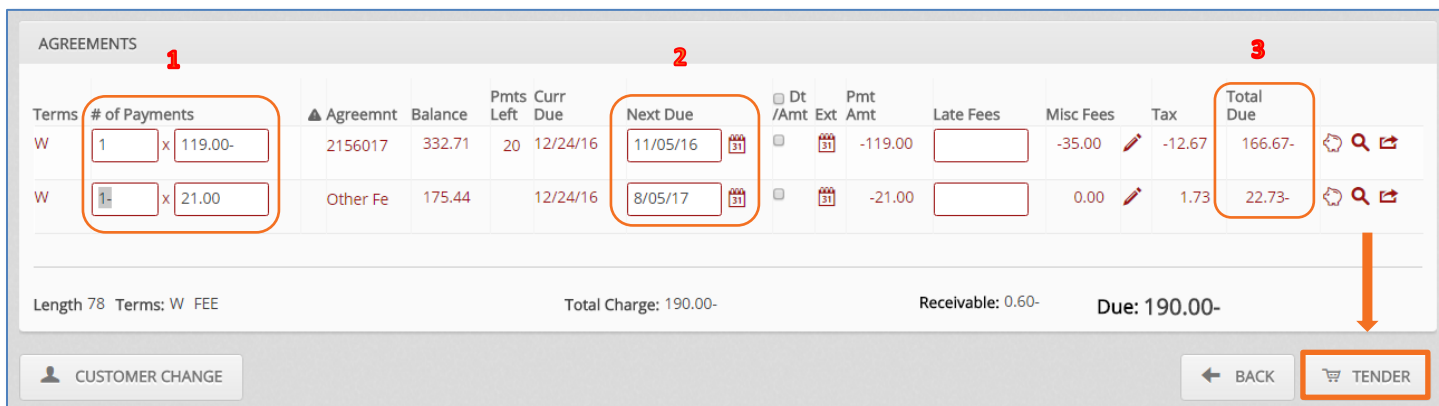 AGREEMENTS
1 2 3
Pmts Curr Dt Pmt Total
Terms # of Payments Agreemnt Balance Left Due Next Due /Amt Ext Amt Late Fees Misc Fees Tax Due
W 1 x 119.00- 2156017 332.71 20 12/24/16 11/05/16 31 31 -119.00 -35.00 -12.67 166.67-
W 1- x 21.00 Other Fe 175.44 12/24/16 8/05/17 31 31 -21.00 0.00 1.73 22.73-
Length 78 Terms: W FEE Total Charge: 190.00- Receivable: 0.60- Due: 190.00-
CUSTOMER CHANGE BACK TENDER